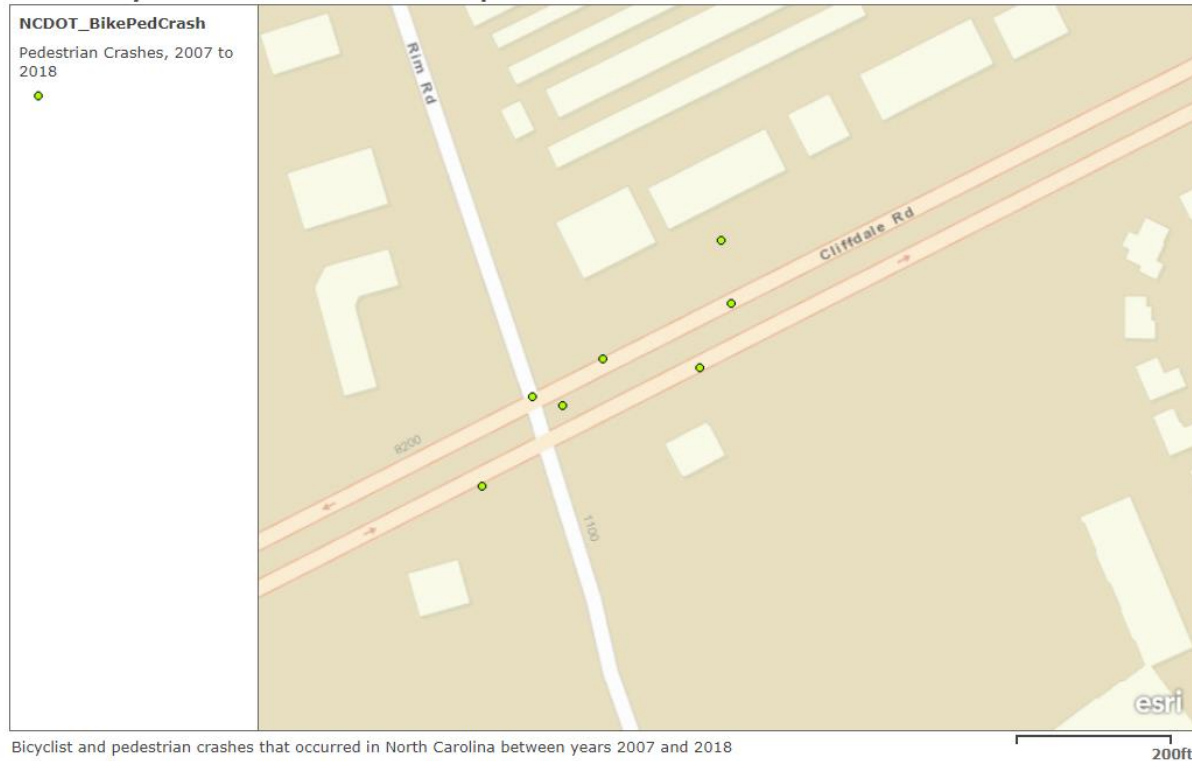 NCDOT_BikePedCrash
Pedestrian Crashes, 2007 to
2018
Rim Rd
Cliffdale Rd
8200
1100
esri
Bicyclist and pedestrian crashes that occurred in North Carolina between years 2007 and 2018
200ft